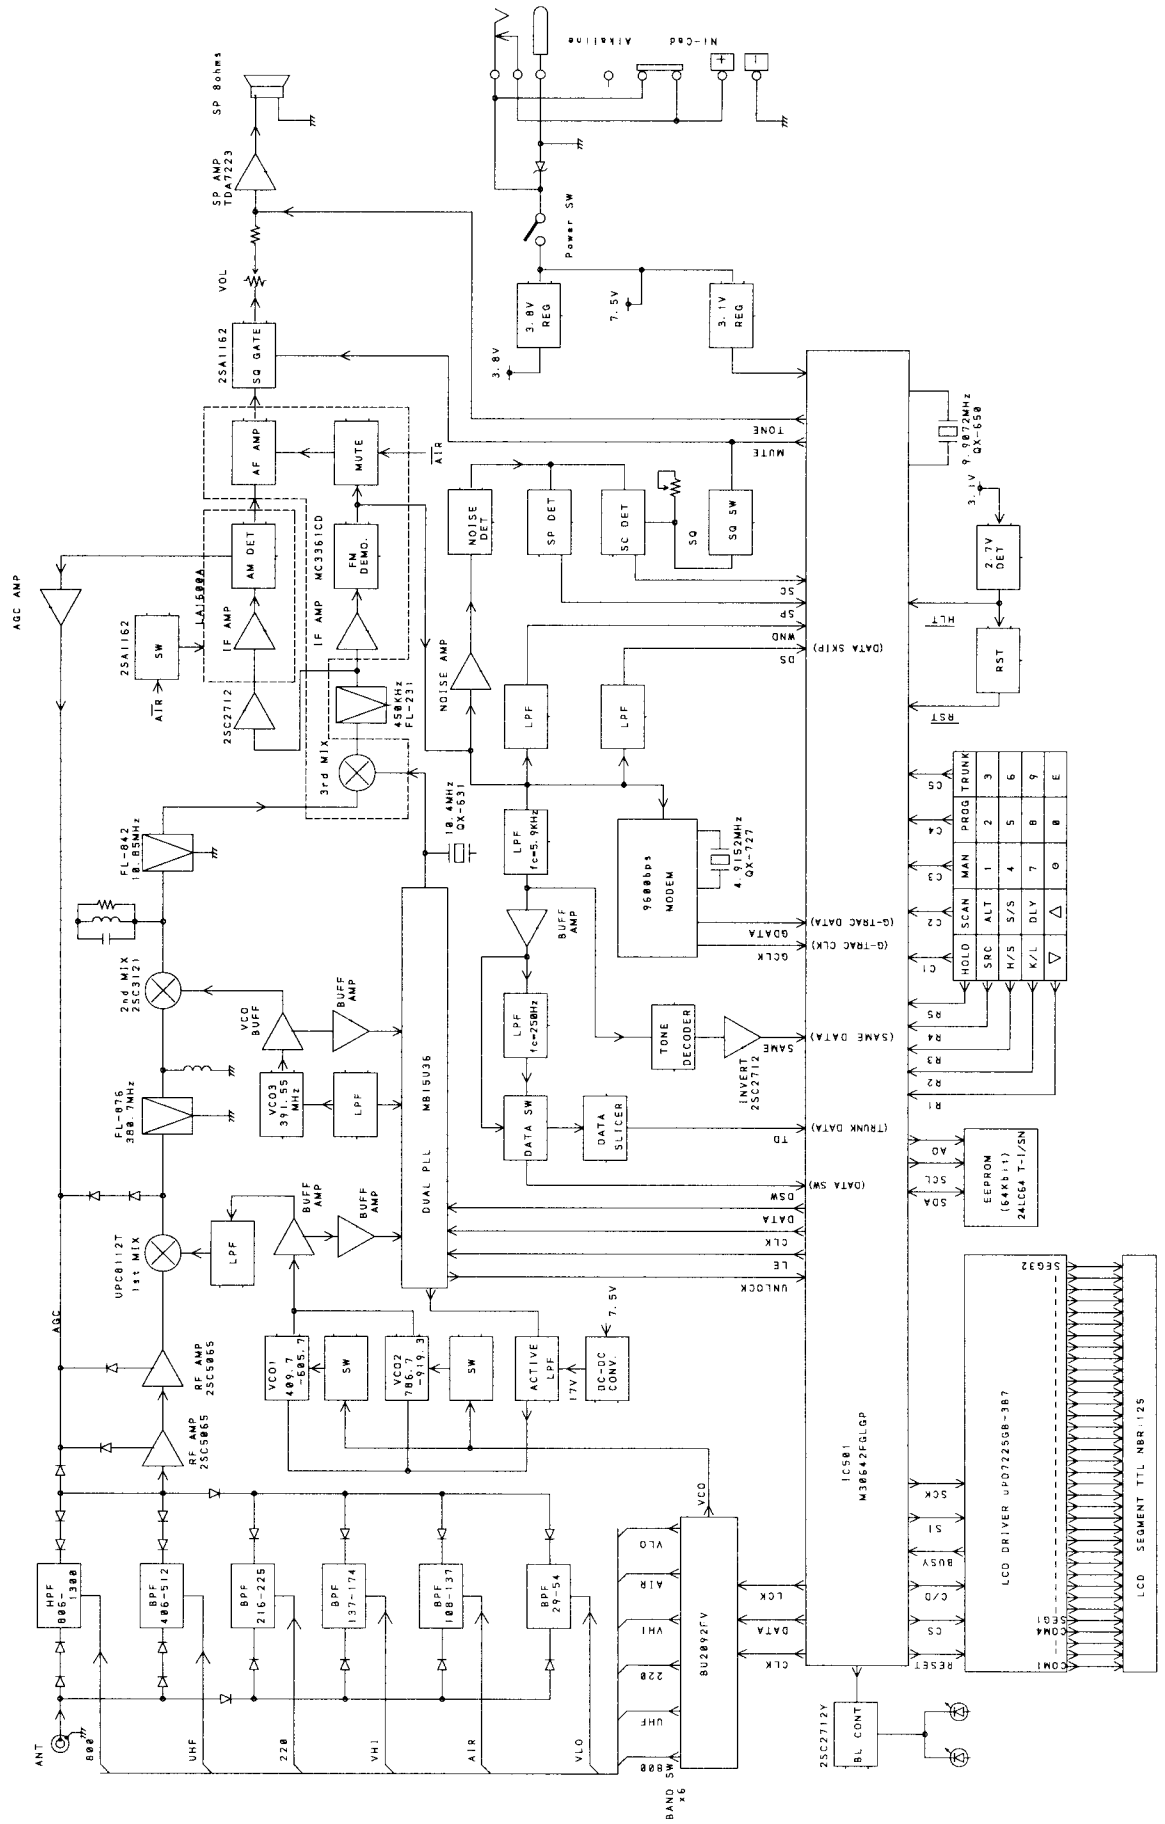 ANT
800
UHF
220
VHI
AIR
VLO
HPF
806-
1300
BPF
406-512
BPF
216-225
BPF
137-174
BPF
108-137
BPF
29-54
BAND SW
x6
800
UHF
220
VHI
AIR
VLO
BU2092FV
VCO
CLK
DATA
LCK
AGC
RF AMP
2SC5065
RF AMP
2SC5065
UPC8112T
1st MIX
LPF
FL-876
380.7MHz
2nd MIX
2SC3121
FL-842
10.85MHz
AGC AMP
VCO1
409.7
-605.7
SW
VCO2
786.7
-919.3
SW
ACTIVE
LPF
17V
DC-DC
CONV.
7.5V
BUFF
AMP
BUFF
AMP
VCO3
391.55
MHz
LPF
VCO
BUFF
BUFF
AMP
DUAL PLL
MB15U36
10.4MHz
QX-631
UNLOCK
LE
CLK
DATA
DSW
(DATA SW)
3rd MIX
450KHz
FL-231
AIR
2SA1162
SW
LA1600A
2SC2712
IF AMP
AM DET
IF AMP
MC3361CD
FM
DEMO.
AF AMP
MUTE
AIR
2SA1162
SQ GATE
VOL
SP AMP
TDA7223
SP 8ohms
NOISE AMP
NOISE
DET
LPF
LPF
SP DET
SC DET
SQ
SQ SW
SC
SP
WND
DS
(DATA SKIP)
MUTE
TONE
LPF
fc=5.9KHz
BUFF
AMP
LPF
fc=250Hz
DATA SW
DATA
SLICER
TD
(TRUNK DATA)
TONE
DECODER
INVERT
2SC2712
SAME
(SAME DATA)
9600bps
MODEM
4.9152MHz
QX-727
GDATA
(G-TRAC DATA)
GCLK
(G-TRAC CLK)
3.8V
3.8V
REG
7.5V
3.1V
REG
Power SW
Alkaline
Ni-Cad
+
-
IC501
M30642FGLGP
9.9072MHz
QX-650
3.1V
2.7V
DET
HLT
RST
RST
C1
C2
C3
C4
C5
HOLD SCAN MAN PROG TRUNK
SRC ALT 1 2 3
H/S S/S 4 5 6
K/L DLY 7 8 9
▽ △ ⊙ 0 E
R5
R4
R3
R2
R1
AO
SCL
SDA
EEPROM
(64Kbit)
24LC64 T-I/SN
2SC2712Y
BL CONT
RESET
CS
C/D
BUSY
SI
SCK
LCD DRIVER uPD7225GB-3B7
COM1
COM4
SEG1
SEG32
LCD SEGMENT TTL NBR:125